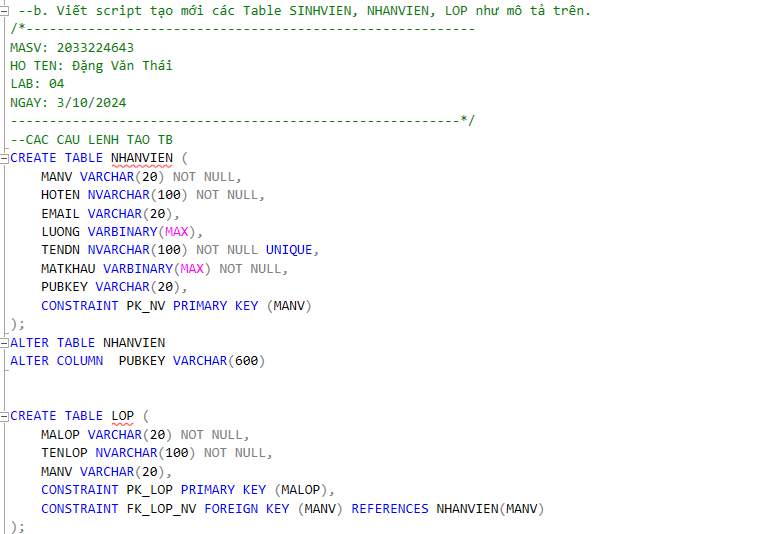 --b. Viết script tạo mới các Table SINHVIEN, NHANVIEN, LOP như mô tả trên.
/*----------------------------------------------------------
MASV: 2033224643
HO TEN: Đặng Văn Thái
LAB: 04
NGAY: 3/10/2024
----------------------------------------------------------*/
--CAC CAU LENH TAO TB
CREATE TABLE NHANVIEN (
    MANV VARCHAR(20) NOT NULL,
    HOTEN NVARCHAR(100) NOT NULL,
    EMAIL VARCHAR(20),
    LUONG VARBINARY(MAX),
    TENDN NVARCHAR(100) NOT NULL UNIQUE,
    MATKHAU VARBINARY(MAX) NOT NULL,
    PUBKEY VARCHAR(20),
    CONSTRAINT PK_NV PRIMARY KEY (MANV)
);
ALTER TABLE NHANVIEN
ALTER COLUMN  PUBKEY VARCHAR(600)
CREATE TABLE LOP (
    MALOP VARCHAR(20) NOT NULL,
    TENLOP NVARCHAR(100) NOT NULL,
    MANV VARCHAR(20),
    CONSTRAINT PK_LOP PRIMARY KEY (MALOP),
    CONSTRAINT FK_LOP_NV FOREIGN KEY (MANV) REFERENCES NHANVIEN(MANV)
);